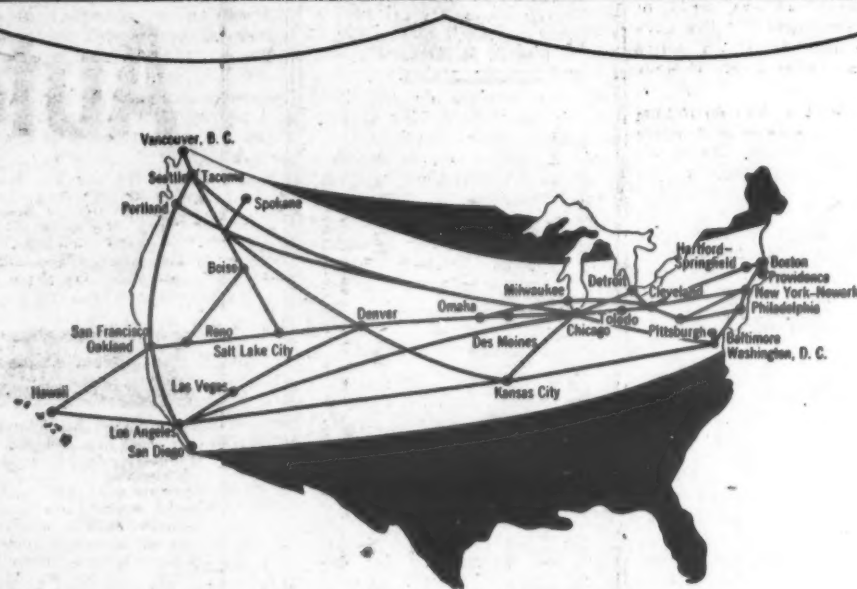 Vancouver, B. C.
Seattle Tacoma
Spokane
Portland
Boise
Hartford–
Springfield
Boston
Providence
Detroit
Cleveland
Milwaukee
New York–Newark
Omaha
Philadelphia
Denver
San Francisco
Oakland
Reno
Salt Lake City
Chicago
Toledo
Pittsburgh
Des Moines
Baltimore
Washington, D. C.
Las Vegas
Kansas City
Hawaii
Los Angeles
San Diego